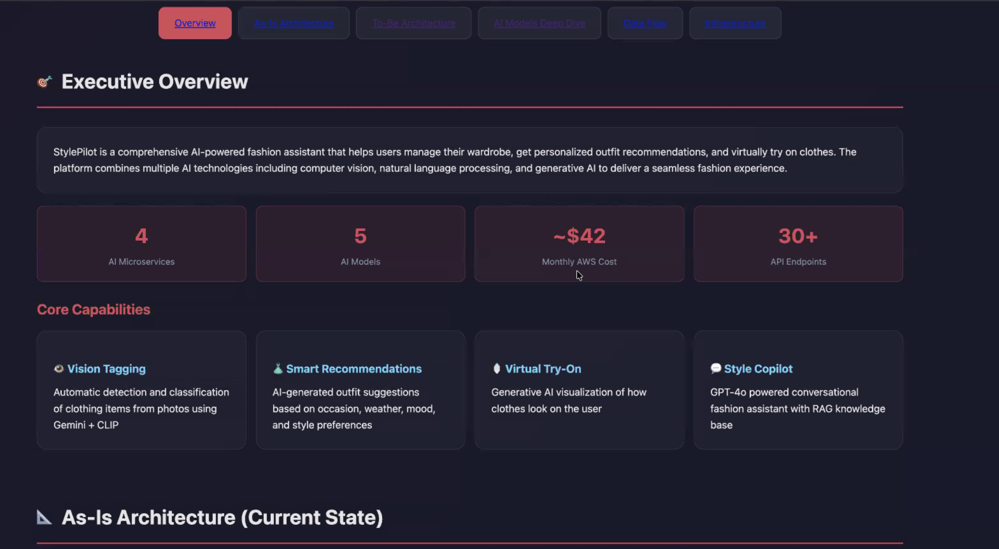 Overview
As-Is Architecture
To-Be Architecture
AI Models Deep Dive
Data Flow
Infrastructure
Executive Overview
StylePilot is a comprehensive AI-powered fashion assistant that helps users manage their wardrobe, get personalized outfit recommendations, and virtually try on clothes. The
platform combines multiple AI technologies including computer vision, natural language processing, and generative AI to deliver a seamless fashion experience.
4
AI Microservices
5
AI Models
~$42
Monthly AWS Cost
30+
API Endpoints
Core Capabilities
Vision Tagging
Automatic detection and classification
of clothing items from photos using
Gemini + CLIP
Smart Recommendations
AI-generated outfit suggestions
based on occasion, weather, mood,
and style preferences
Virtual Try-On
Generative AI visualization of how
clothes look on the user
Style Copilot
GPT-4o powered conversational
fashion assistant with RAG knowledge
base
As-Is Architecture (Current State)